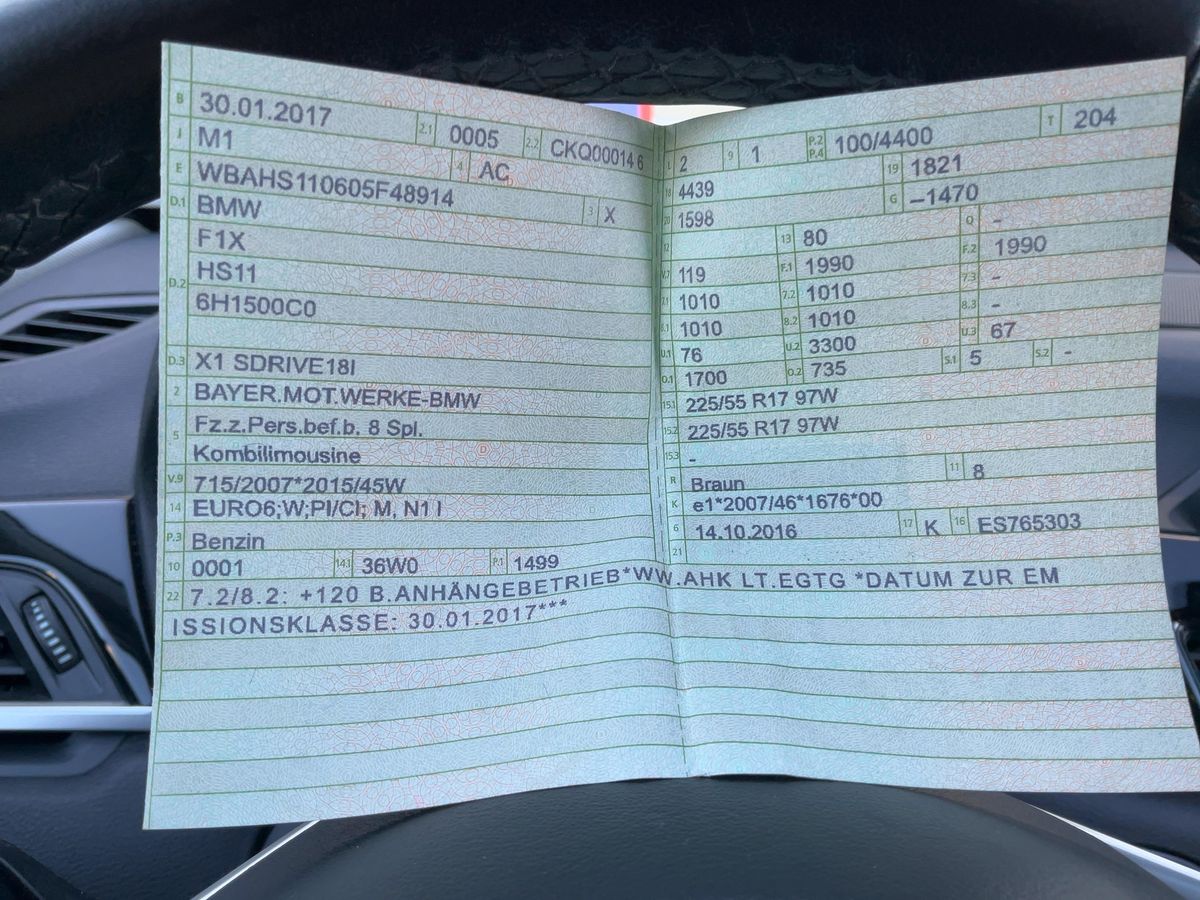 B 30.01.2017 2.1 0005 2.2 CKQ00014 6
J M1 4 AC
E WBAHS110605F48914 3 X
D.1 BMW
F1X
D.2 HS11
6H1500C0
D.3 X1 SDRIVE18I
2 BAYER.MOT.WERKE-BMW
5 Fz.z.Pers.bef.b. 8 Spl.
Kombilimousine
V.9 715/2007*2015/45W
14 EURO6;W;PI/CI; M, N1 I
P.3 Benzin
10 0001 14.1 36W0 P.1 1499
L 2 9 1 P.2 P.4 100/4400 T 204
18 4439 19 1821
20 1598 G –1470
12 13 80 Q -
V.7 119 F.1 1990 F.2 1990
7.1 1010 7.2 1010 7.3 -
8.1 1010 8.2 1010 8.3 -
U.1 76 U.2 3300 U.3 67
O.1 1700 O.2 735 S.1 5 S.2 -
15.1 225/55 R17 97W
15.2 225/55 R17 97W
15.3 -
R Braun 11 8
K e1*2007/46*1676*00
6 14.10.2016 17 K 16 ES765303
21
22 7.2/8.2: +120 B.ANHÄNGEBETRIEB*WW.AHK LT.EGTG *DATUM ZUR EM
ISSIONSKLASSE: 30.01.2017***